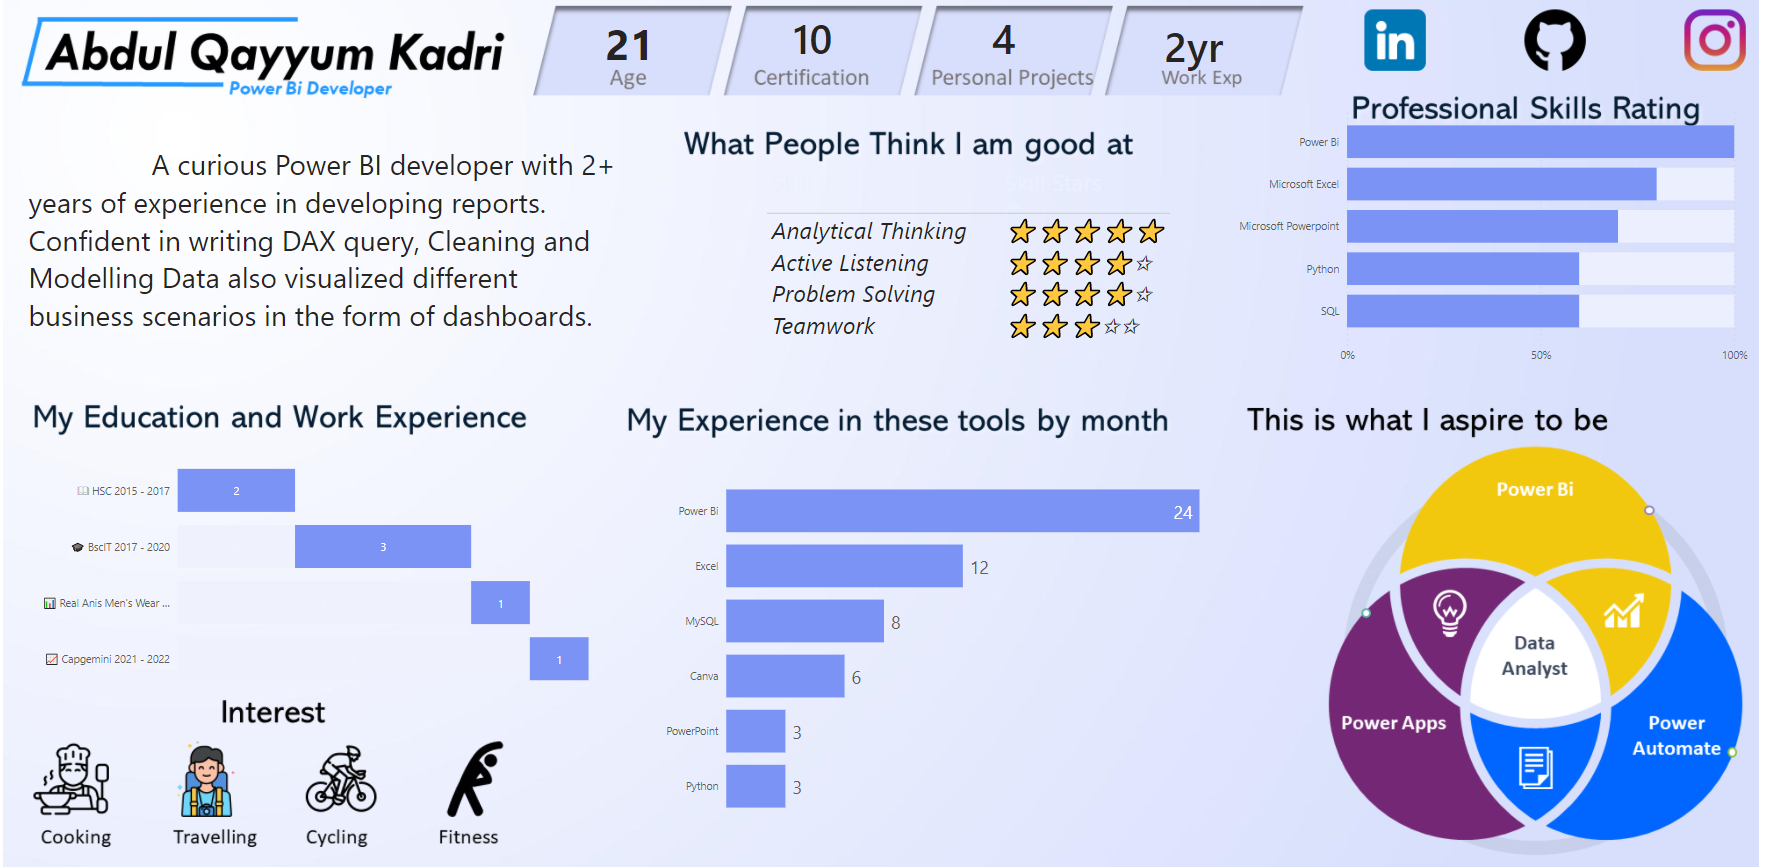 Abdul Qayyum Kadri
Power Bi Developer
21
Age
10
Certification
4
Personal Projects
2yr
Work Exp
in
A curious Power BI developer with 2+
years of experience in developing reports.
Confident in writing DAX query, Cleaning and
Modelling Data also visualized different
business scenarios in the form of dashboards.
What People Think I am good at
Skill Stars
Analytical Thinking
Active Listening
Problem Solving
Teamwork
Professional Skills Rating
Power Bi
Microsoft Excel
Microsoft Powerpoint
Python
SQL
0% 50% 100%
My Education and Work Experience
HSC 2015 - 2017 2
BscIT 2017 - 2020 3
Real Anis Men's Wear ... 1
Capgemini 2021 - 2022 1
Interest
Cooking Travelling Cycling Fitness
My Experience in these tools by month
Power Bi 24
Excel 12
MySQL 8
Canva 6
PowerPoint 3
Python 3
This is what I aspire to be
Power Bi
Data
Analyst
Power Apps
Power
Automate